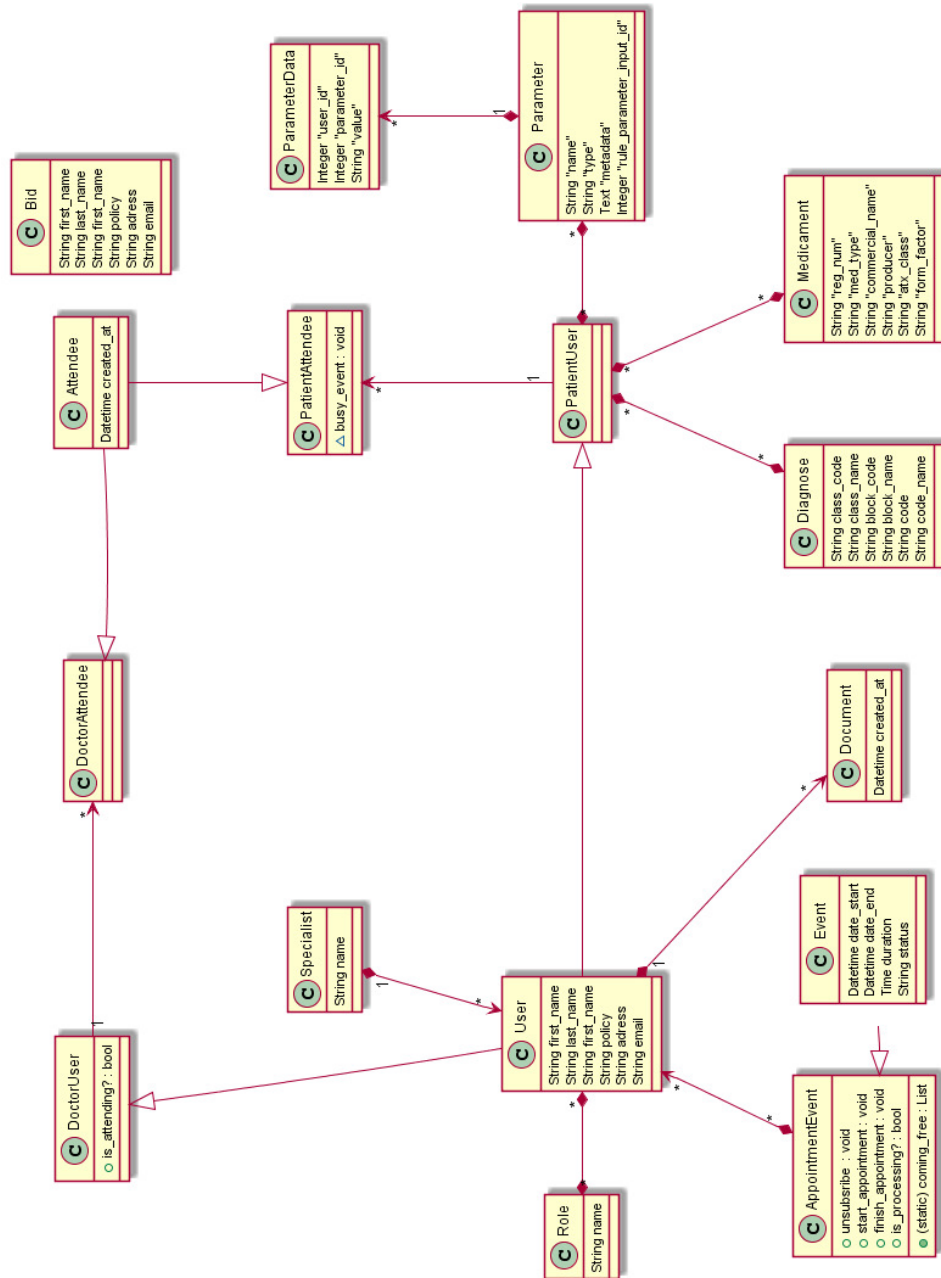 C DoctorUser
is_attending? : bool
1
*
C DoctorAttendee
C Attendee
Datetime created_at
C Bid
String first_name
String last_name
String first_name
String policy
String adress
String email
C Specialist
String name
1
*
C PatientAttendee
busy_event : void
*
1
C ParameterData
Integer "user_id"
Integer "parameter_id"
String "value"
*
1
C Role
String name
*
*
C User
String first_name
String last_name
String first_name
String policy
String adress
String email
*
1
C PatientUser
*
*
*
*
C Parameter
String "name"
String "type"
Text "metadata"
Integer "rule_parameter_input_id"
*
C AppointmentEvent
unsubsribe : void
start_appointment : void
finish_appointment : void
is_processing? : bool
(static) coming_free : List
*
C Event
Datetime date_start
Datetime date_end
Time duration
String status
*
C Document
Datetime created_at
*
C Diagnose
String class_code
String class_name
String block_code
String block_name
String code
String code_name
*
C Medicament
String "reg_num"
String "med_type"
String "commercial_name"
String "producer"
String "atx_class"
String "form_factor"